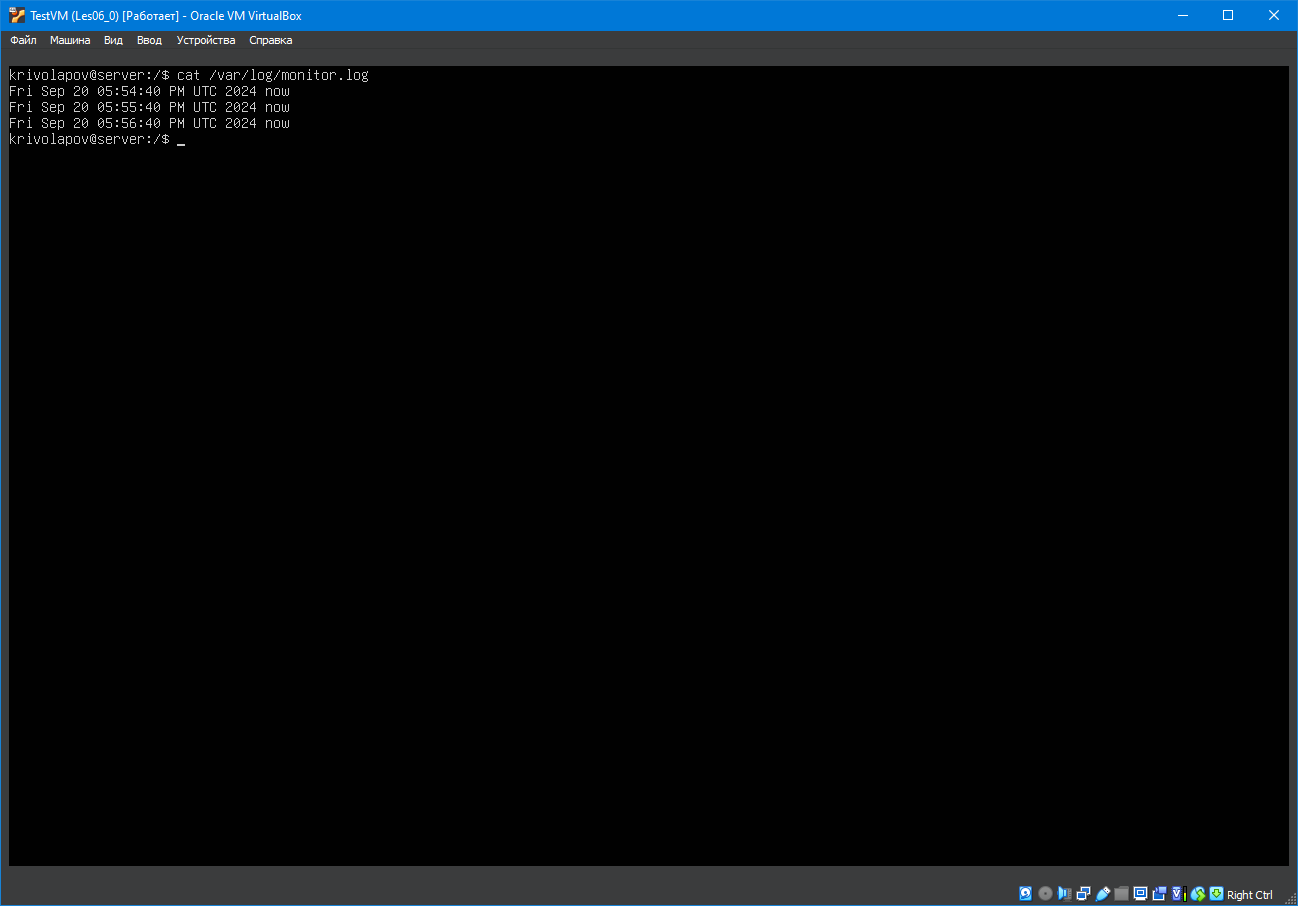 TestVM (Les06_0) [Работает] - Oracle VM VirtualBox
Файл Машина Вид Ввод Устройства Справка
krivolapov@server:/$ cat /var/log/monitor.log
Fri Sep 20 05:54:40 PM UTC 2024 now
Fri Sep 20 05:55:40 PM UTC 2024 now
Fri Sep 20 05:56:40 PM UTC 2024 now
krivolapov@server:/$ _
Right Ctrl